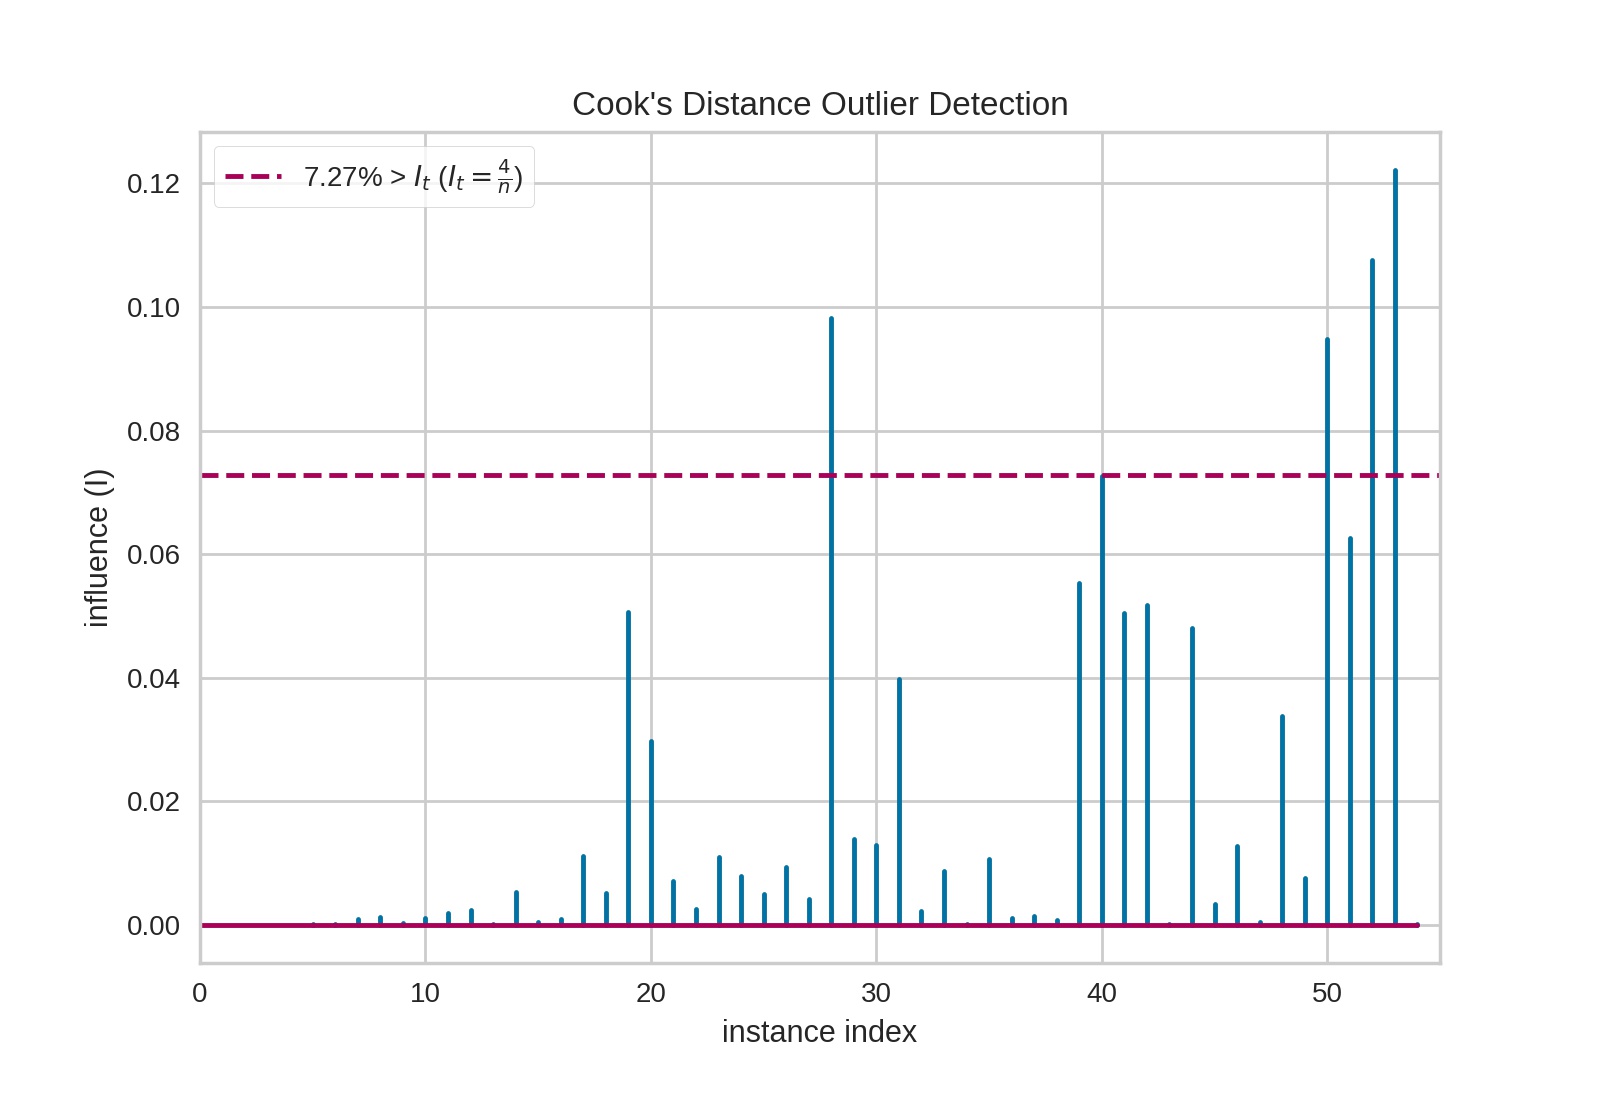 Cook's Distance Outlier Detection
7.27% > I_t (I_t = 4/n)
influence (I)
0.12
0.10
0.08
0.06
0.04
0.02
0.00
0 10 20 30 40 50
instance index